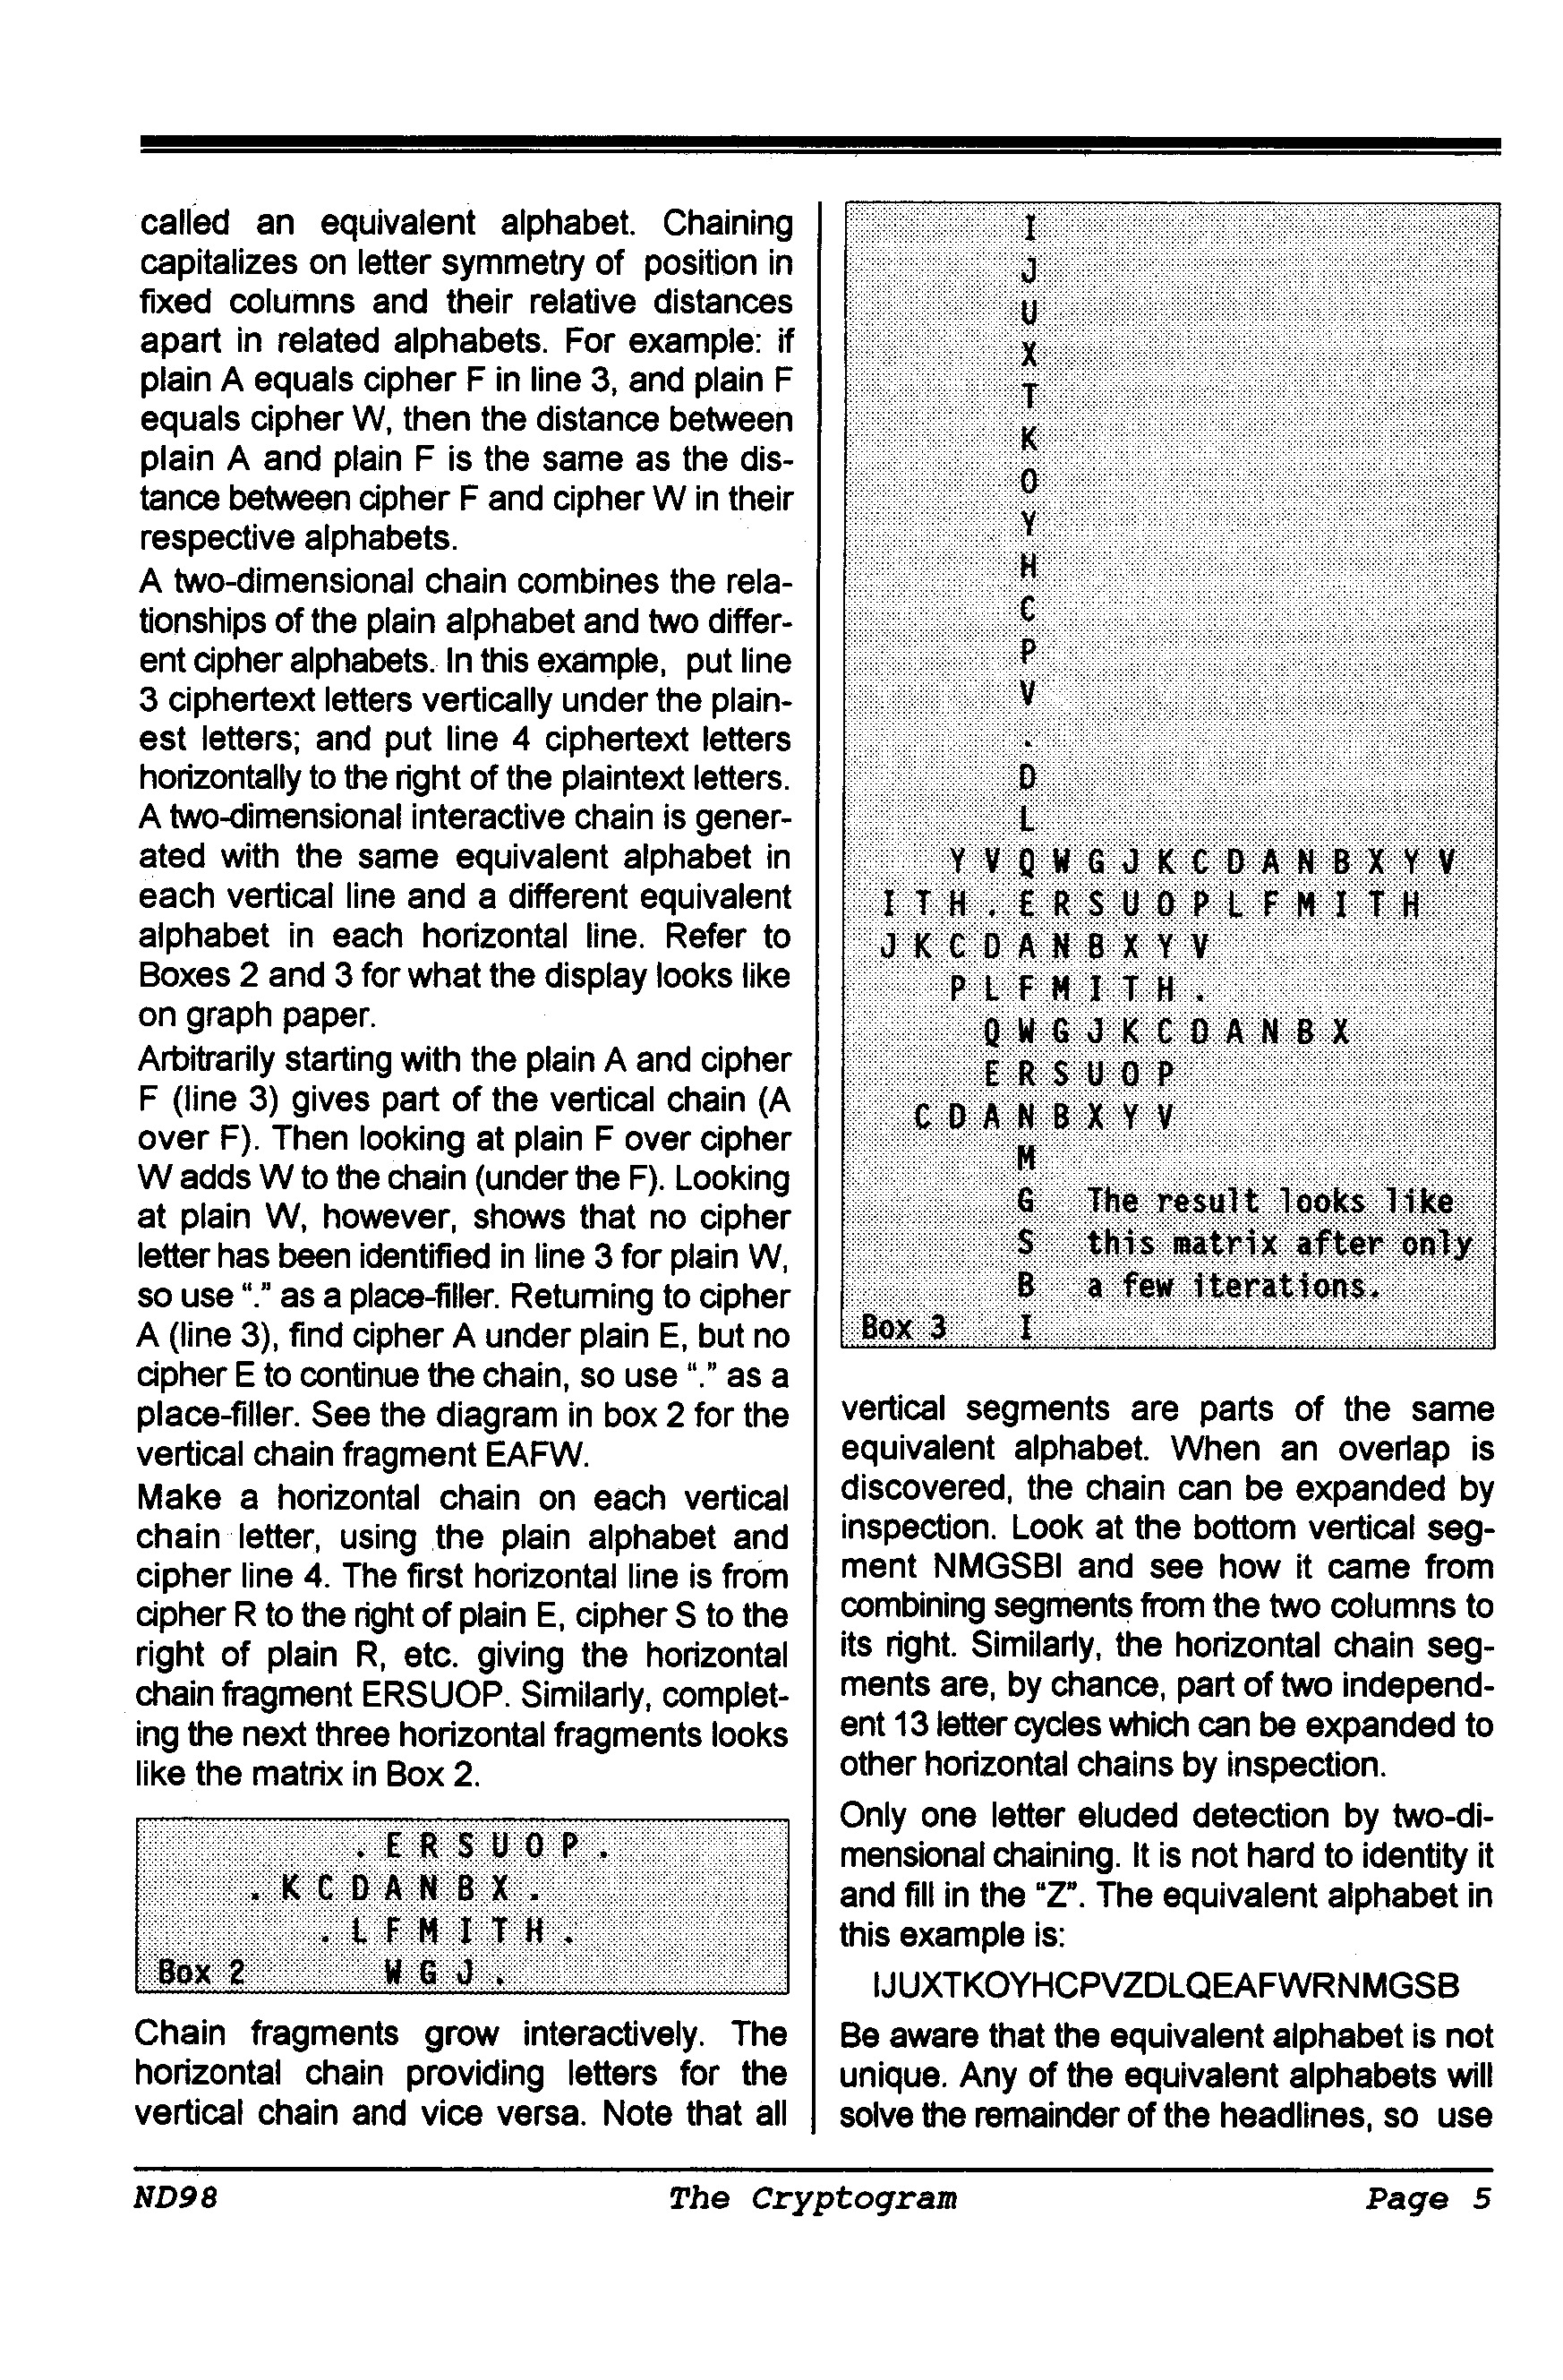 called an equivalent alphabet. Chaining
capitalizes on letter symmetry of position in
fixed columns and their relative distances
apart in related alphabets. For example: if
plain A equals cipher F in line 3, and plain F
equals cipher W, then the distance between
plain A and plain F is the same as the dis-
tance between cipher F and cipher W in their
respective alphabets.
A two-dimensional chain combines the rela-
tionships of the plain alphabet and two differ-
ent cipher alphabets. In this example, put line
3 ciphertext letters vertically under the plain-
est letters; and put line 4 ciphertext letters
horizontally to the right of the plaintext letters.
A two-dimensional interactive chain is gener-
ated with the same equivalent alphabet in
each vertical line and a different equivalent
alphabet in each horizontal line. Refer to
Boxes 2 and 3 for what the display looks like
on graph paper.
Arbitrarily starting with the plain A and cipher
F (line 3) gives part of the vertical chain (A
over F). Then looking at plain F over cipher
W adds W to the chain (under the F). Looking
at plain W, however, shows that no cipher
letter has been identified in line 3 for plain W,
so use "." as a place-filler. Returning to cipher
A (line 3), find cipher A under plain E, but no
cipher E to continue the chain, so use "." as a
place-filler. See the diagram in box 2 for the
vertical chain fragment EAFW.
Make a horizontal chain on each vertical
chain letter, using the plain alphabet and
cipher line 4. The first horizontal line is from
cipher R to the right of plain E, cipher S to the
right of plain R, etc. giving the horizontal
chain fragment ERSUOP. Similarly, complet-
ing the next three horizontal fragments looks
like the matrix in Box 2.
. E R S U O P .
. K C D A N B X .
. L F M I T H .
Box 2 W G J .
Chain fragments grow interactively. The
horizontal chain providing letters for the
vertical chain and vice versa. Note that all
I
J
U
X
T
K
O
Y
H
C
P
V
.
D
L
Y V Q W G J K C D A N B X Y V
I T H . E R S U O P L F M I T H
J K C D A N B X Y V
P L F M I T H .
Q W G J K C D A N B X
E R S U O P
C D A N B X Y V
M
G The result looks like
S this matrix after only
B a few iterations.
Box 3 I
vertical segments are parts of the same
equivalent alphabet. When an overlap is
discovered, the chain can be expanded by
inspection. Look at the bottom vertical seg-
ment NMGSBI and see how it came from
combining segments from the two columns to
its right. Similarly, the horizontal chain seg-
ments are, by chance, part of two independ-
ent 13 letter cycles which can be expanded to
other horizontal chains by inspection.
Only one letter eluded detection by two-di-
mensional chaining. It is not hard to identity it
and fill in the "Z". The equivalent alphabet in
this example is:
IJUXTKOYHCPVZDLQEAFWRNMGSB
Be aware that the equivalent alphabet is not
unique. Any of the equivalent alphabets will
solve the remainder of the headlines, so use
ND98 The Cryptogram Page 5